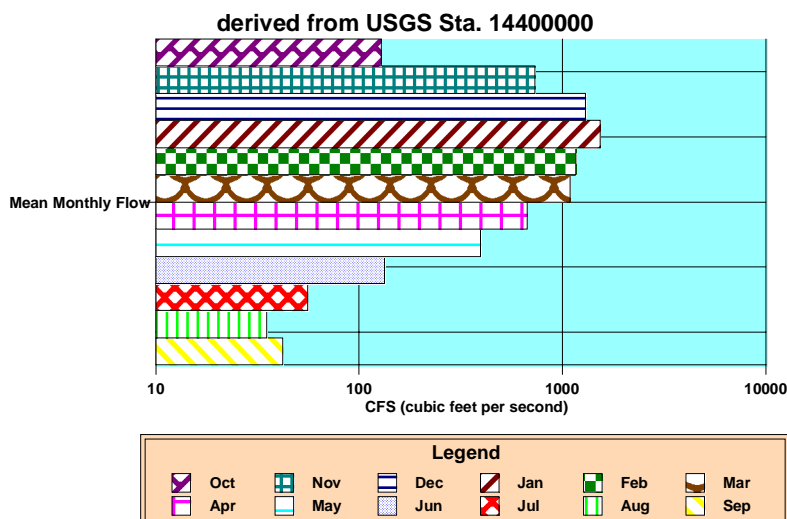 derived from USGS Sta. 14400000
Mean Monthly Flow
10 100 1000 10000
CFS (cubic feet per second)
Legend
Oct Nov Dec Jan Feb Mar
Apr May Jun Jul Aug Sep